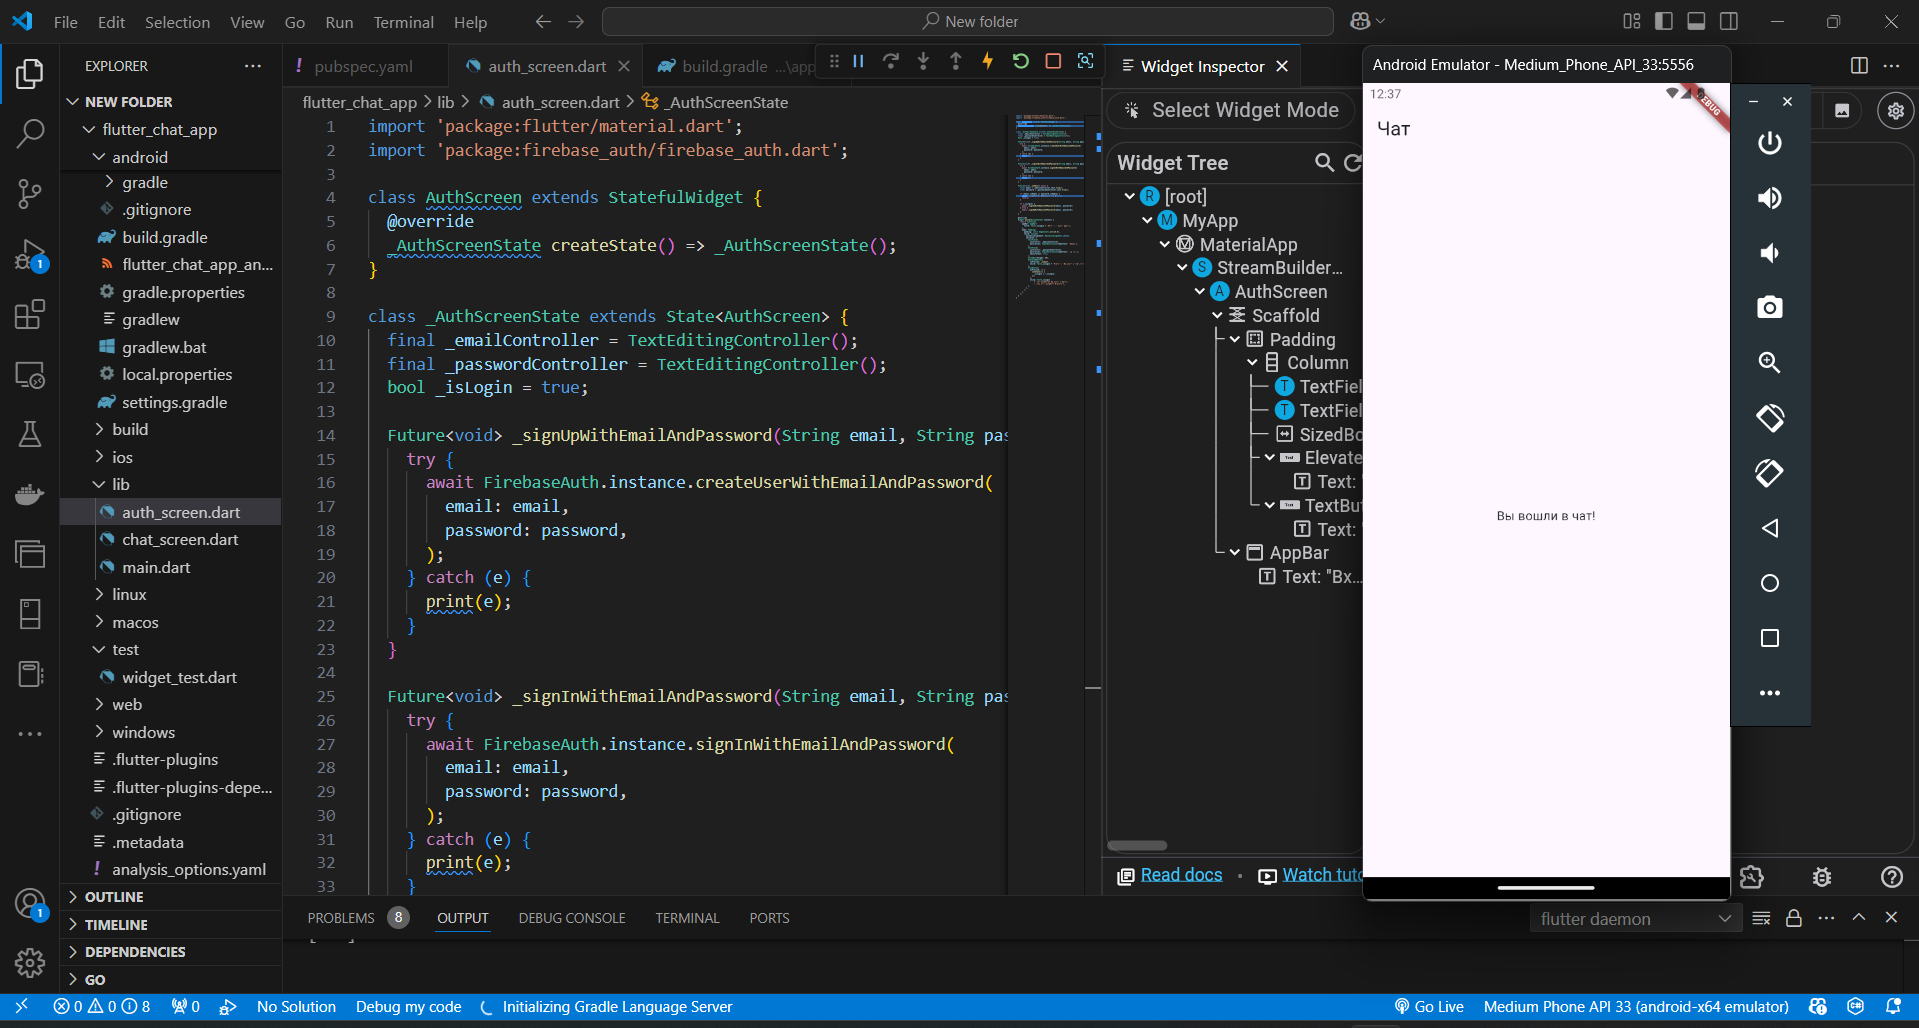 File Edit Selection View Go Run Terminal Help
New folder
EXPLORER
NEW FOLDER
flutter_chat_app
android
gradle
.gitignore
build.gradle
flutter_chat_app_an...
gradle.properties
gradlew
gradlew.bat
local.properties
settings.gradle
build
ios
lib
auth_screen.dart
chat_screen.dart
main.dart
linux
macos
test
widget_test.dart
web
windows
.flutter-plugins
.flutter-plugins-depe...
.gitignore
.metadata
analysis_options.yaml
OUTLINE
TIMELINE
DEPENDENCIES
GO
1
1
pubspec.yaml
auth_screen.dart
build.gradle ...\app
flutter_chat_app > lib > auth_screen.dart > _AuthScreenState
1 import 'package:flutter/material.dart';
2 import 'package:firebase_auth/firebase_auth.dart';
3
4 class AuthScreen extends StatefulWidget {
5 @override
6 _AuthScreenState createState() => _AuthScreenState();
7 }
8
9 class _AuthScreenState extends State<AuthScreen> {
10 final _emailController = TextEditingController();
11 final _passwordController = TextEditingController();
12 bool _isLogin = true;
13
14 Future<void> _signUpWithEmailAndPassword(String email, String pas
15 try {
16 await FirebaseAuth.instance.createUserWithEmailAndPassword(
17 email: email,
18 password: password,
19 );
20 } catch (e) {
21 print(e);
22 }
23 }
24
25 Future<void> _signInWithEmailAndPassword(String email, String pas
26 try {
27 await FirebaseAuth.instance.signInWithEmailAndPassword(
28 email: email,
29 password: password,
30 );
31 } catch (e) {
32 print(e);
33 }
Widget Inspector
Select Widget Mode
Widget Tree
[root]
MyApp
MaterialApp
StreamBuilder...
AuthScreen
Scaffold
Padding
Column
TextFiel
TextFiel
SizedBo
Elevate
Text:
TextBut
Text:
AppBar
Text: "Вх...
Read docs
Watch tuto
Android Emulator - Medium_Phone_API_33:5556
12:37
DEBUG
Чат
Вы вошли в чат!
PROBLEMS 8 OUTPUT DEBUG CONSOLE TERMINAL PORTS
flutter daemon
0 0 8 0 No Solution Debug my code Initializing Gradle Language Server
Go Live Medium Phone API 33 (android-x64 emulator)